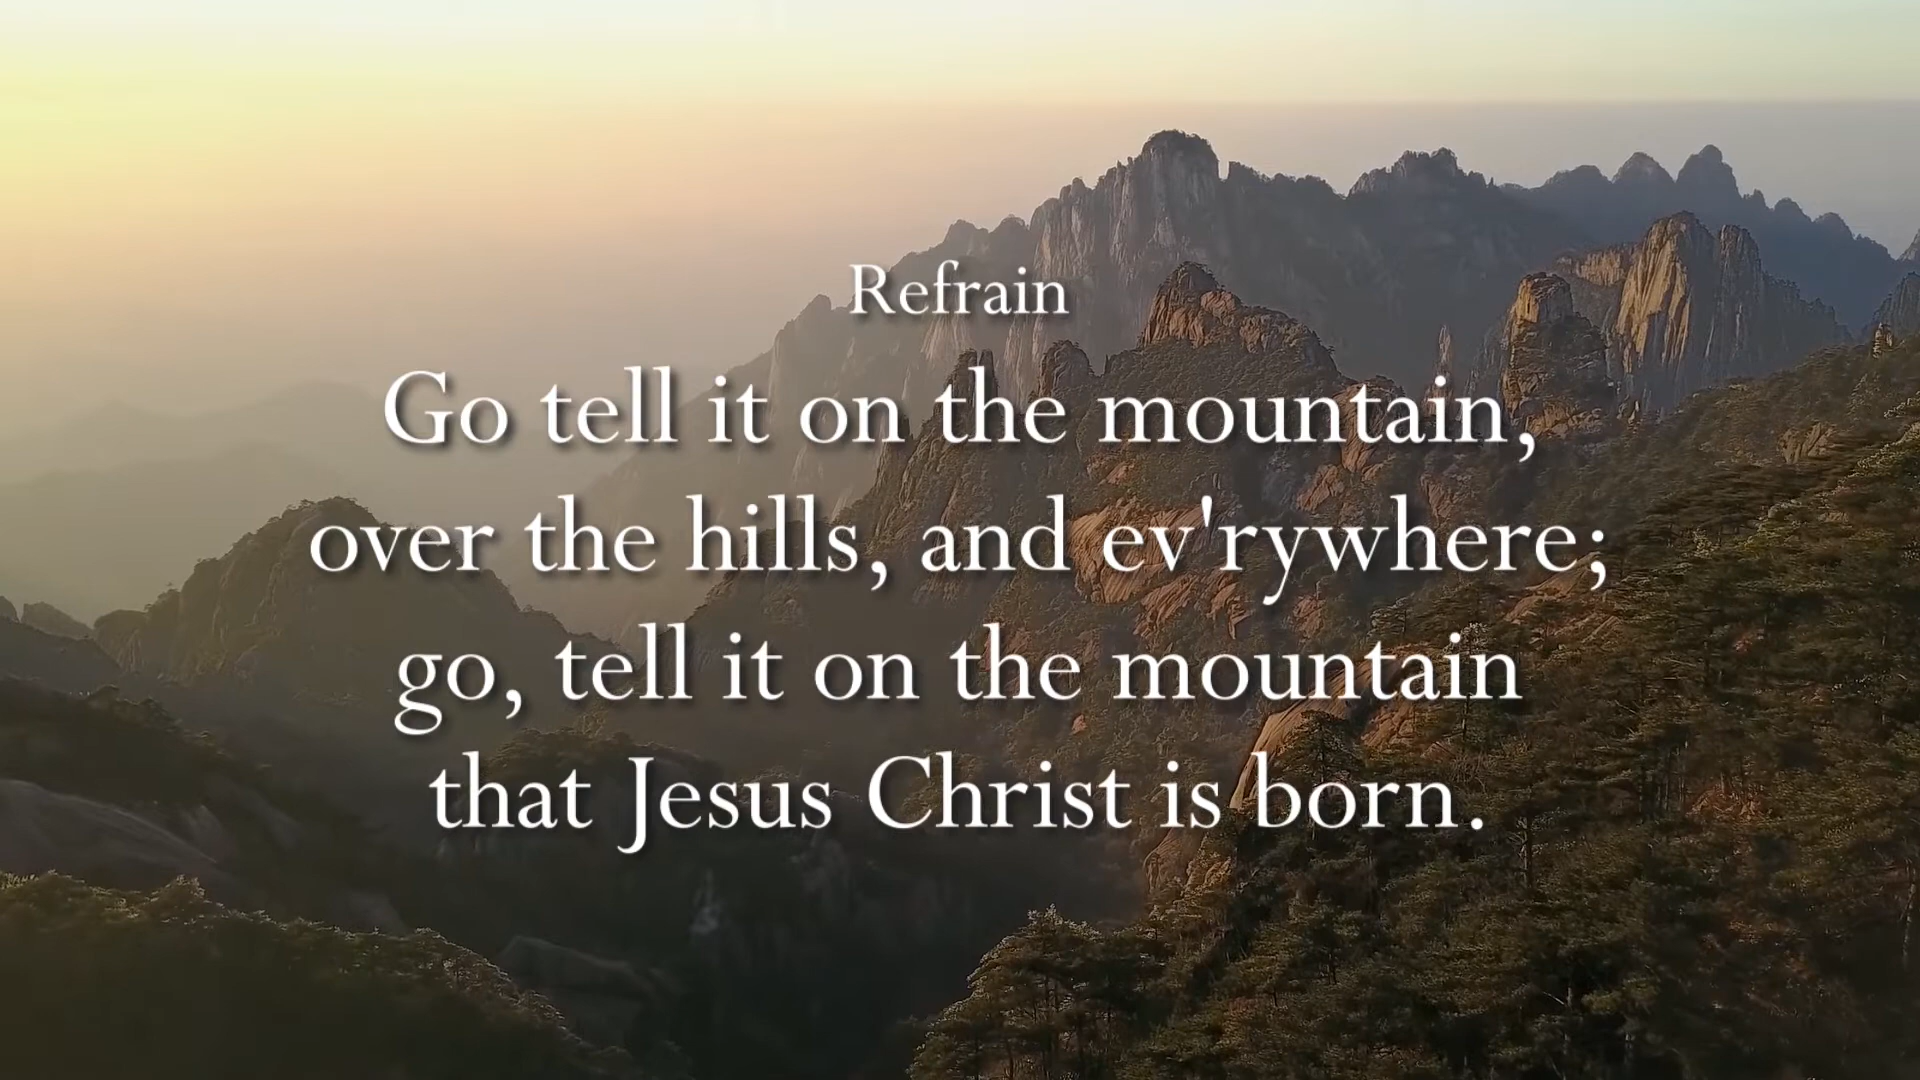 Refrain
Go tell it on the mountain,
over the hills, and ev'rywhere;
go, tell it on the mountain
that Jesus Christ is born.